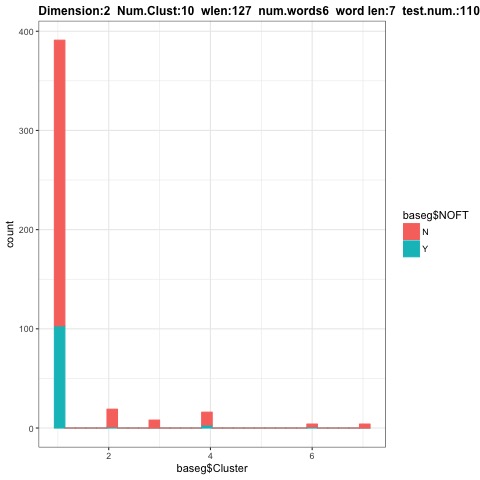 Dimension:2 Num.Clust:10 wlen:127 num.words6 word len:7 test.num.:110
400
300
200
100
0
count
2 4 6
baseg$Cluster
baseg$NOFT
N
Y